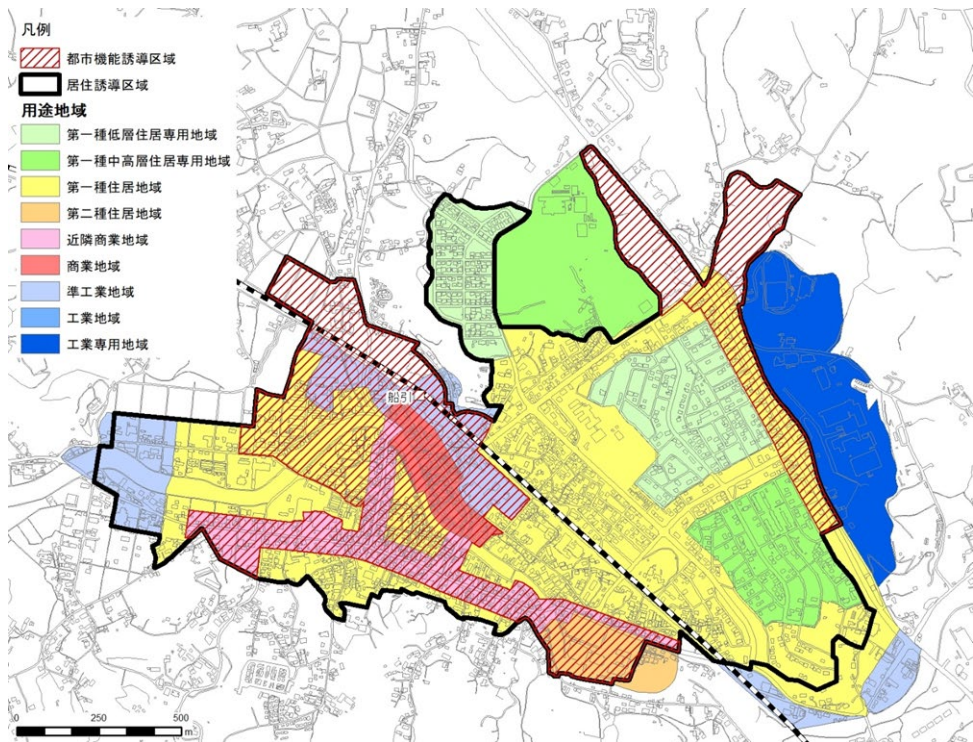 凡例
都市機能誘導区域
居住誘導区域
用途地域
第一種低層住居専用地域
第一種中高層住居専用地域
第一種住居地域
第二種住居地域
近隣商業地域
商業地域
準工業地域
工業地域
工業専用地域
船引
0 250 500
m